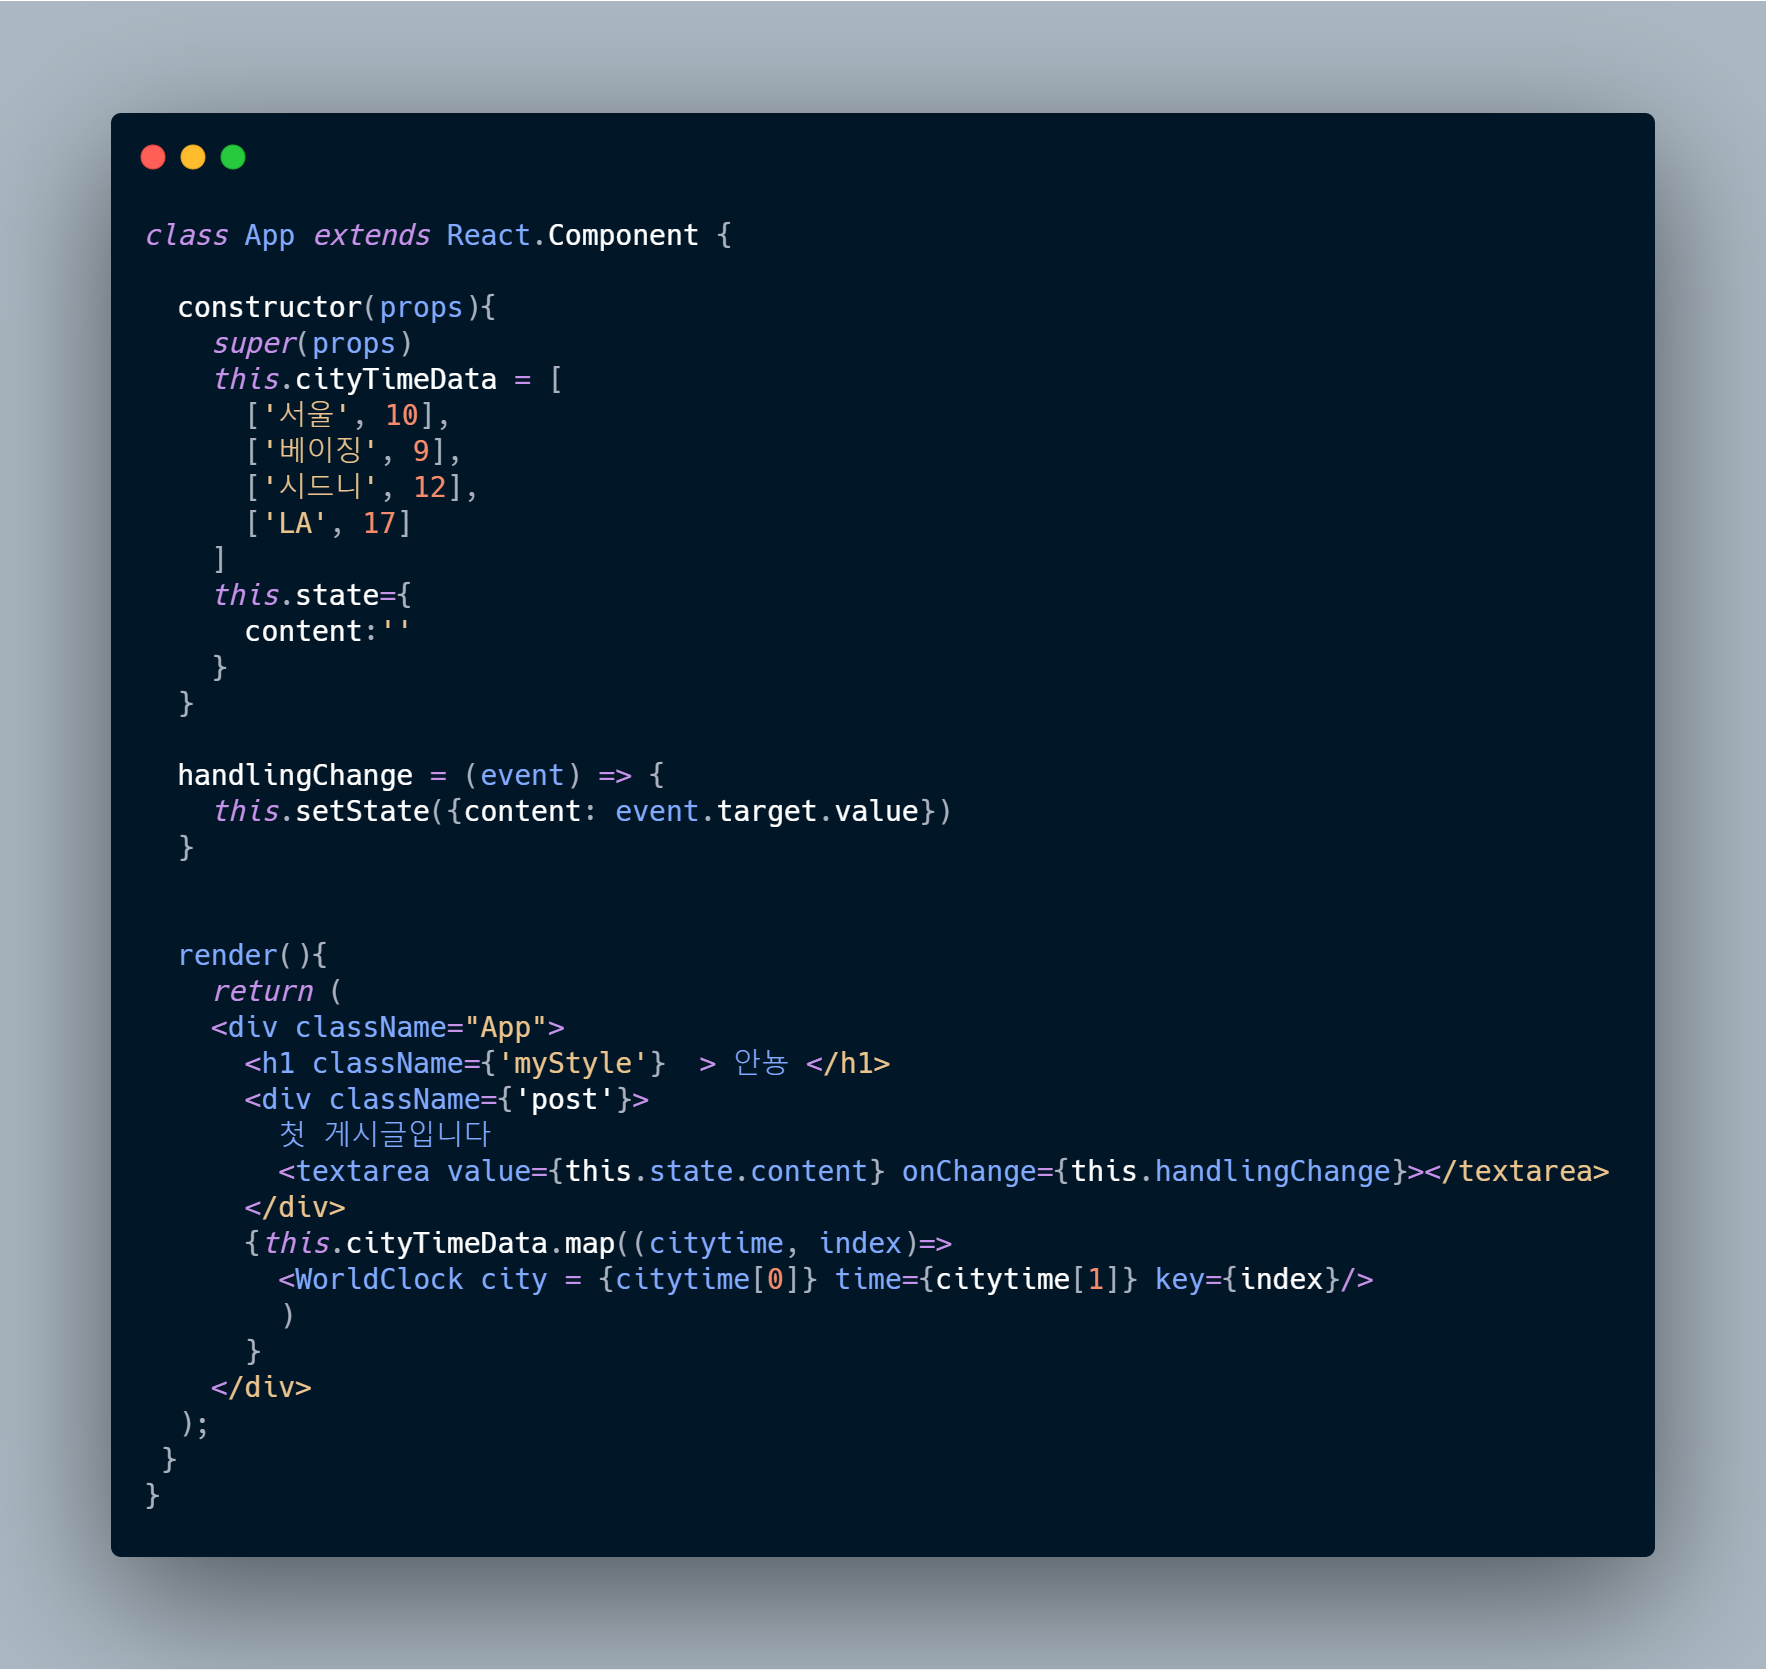 class App extends React.Component {
constructor(props){
super(props)
this.cityTimeData = [
['서울', 10],
['베이징', 9],
['시드니', 12],
['LA', 17]
]
this.state={
content:''
}
}
handlingChange = (event) => {
this.setState({content: event.target.value})
}
render(){
return (
<div className="App">
<h1 className={'myStyle'}  > 안뇽 </h1>
<div className={'post'}>
첫 게시글입니다
<textarea value={this.state.content} onChange={this.handlingChange}></textarea>
</div>
{this.cityTimeData.map((citytime, index)=>
<WorldClock city = {citytime[0]} time={citytime[1]} key={index}/>
)
}
</div>
);
}
}